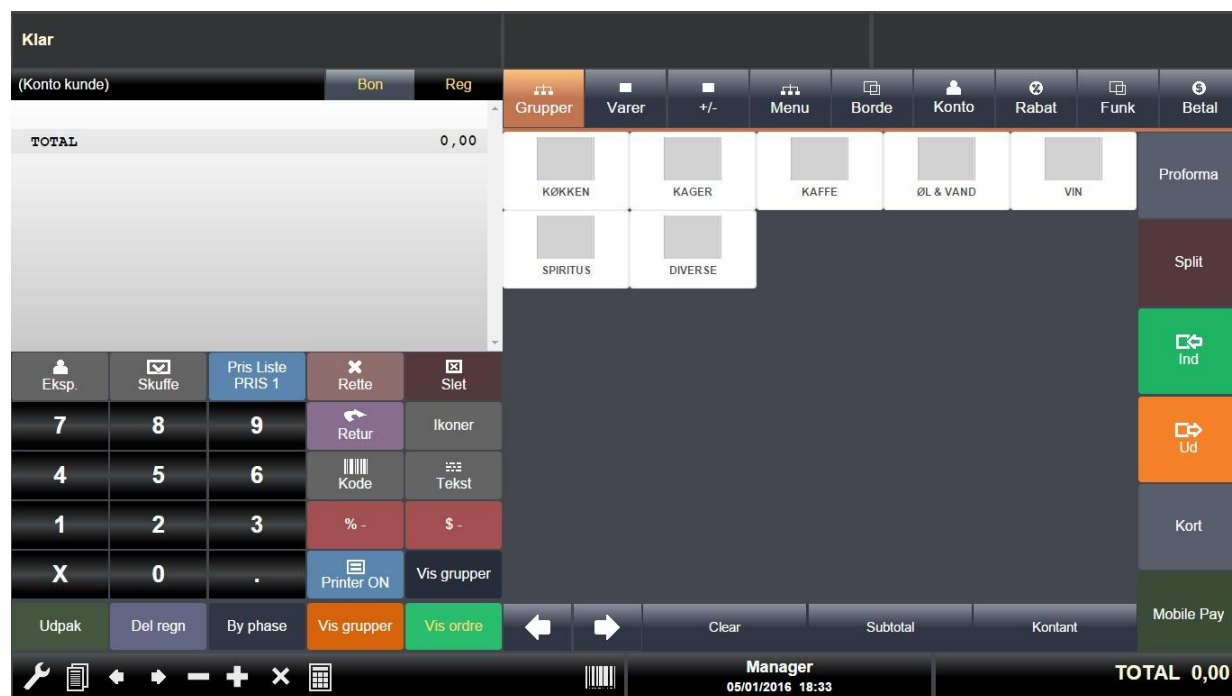 Klar
(Konto kunde) Bon Reg
TOTAL 0,00
Grupper Varer +/- Menu Borde Konto Rabat Funk Betal
KØKKEN KAGER KAFFE ØL & VAND VIN
SPIRITUS DIVERSE
Proforma
Split
Ind
Ud
Kort
Mobile Pay
Eksp. Skuffe Pris Liste PRIS 1 Rette Slet
7 8 9 Retur Ikoner
4 5 6 Kode Tekst
1 2 3 % - $ -
X 0 . Printer ON Vis grupper
Udpak Del regn By phase Vis grupper Vis ordre
Clear Subtotal Kontant
Manager
05/01/2016 18:33
TOTAL 0,00